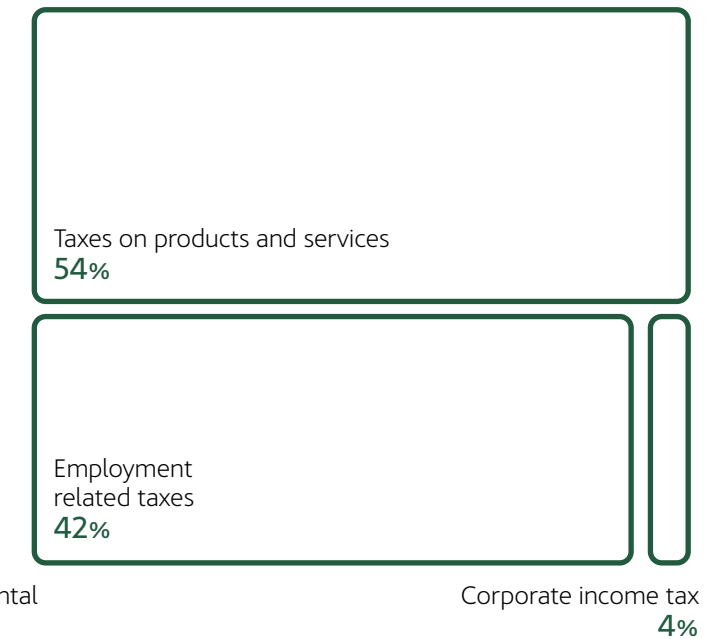 Taxes on products and services
54%
Employment
related taxes
42%
Corporate income tax
4%